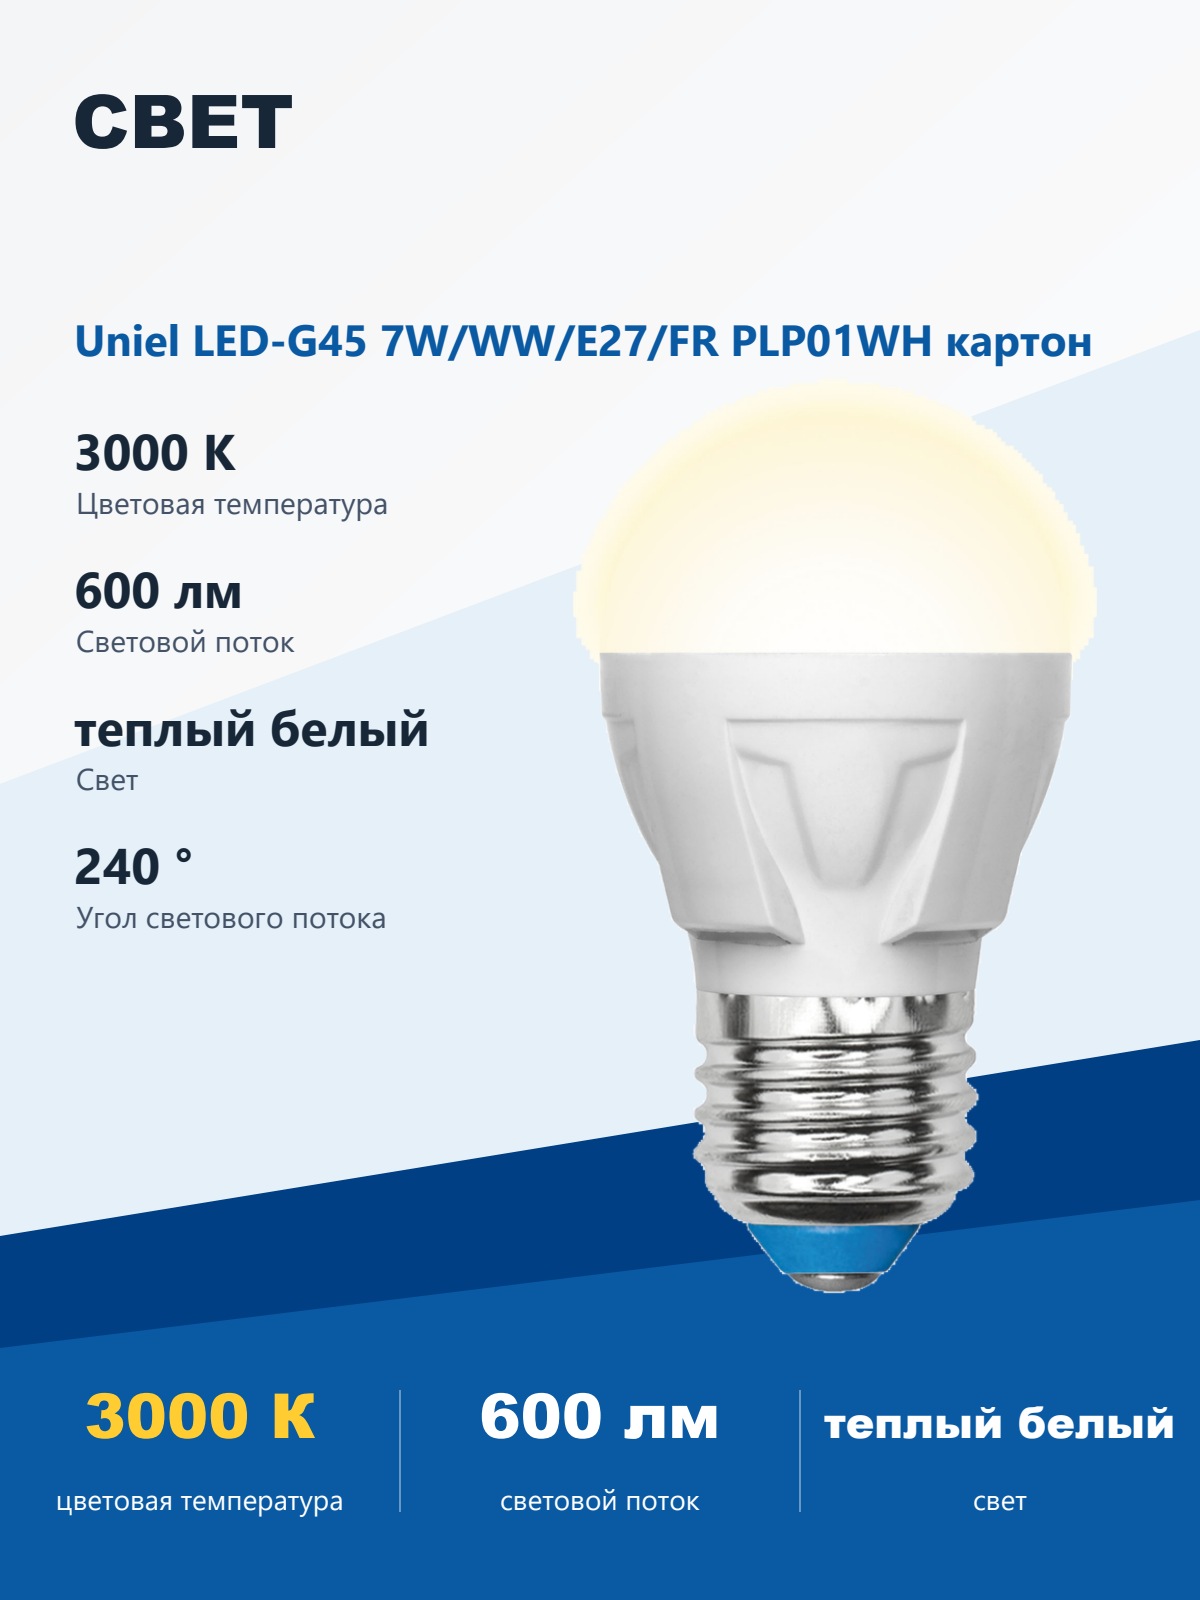 СВЕТ
Uniel LED-G45 7W/WW/E27/FR PLP01WH картон
3000 К
Цветовая температура
600 лм
Световой поток
теплый белый
Свет
240 °
Угол светового потока
3000 К
цветовая температура
600 лм
световой поток
теплый белый
свет